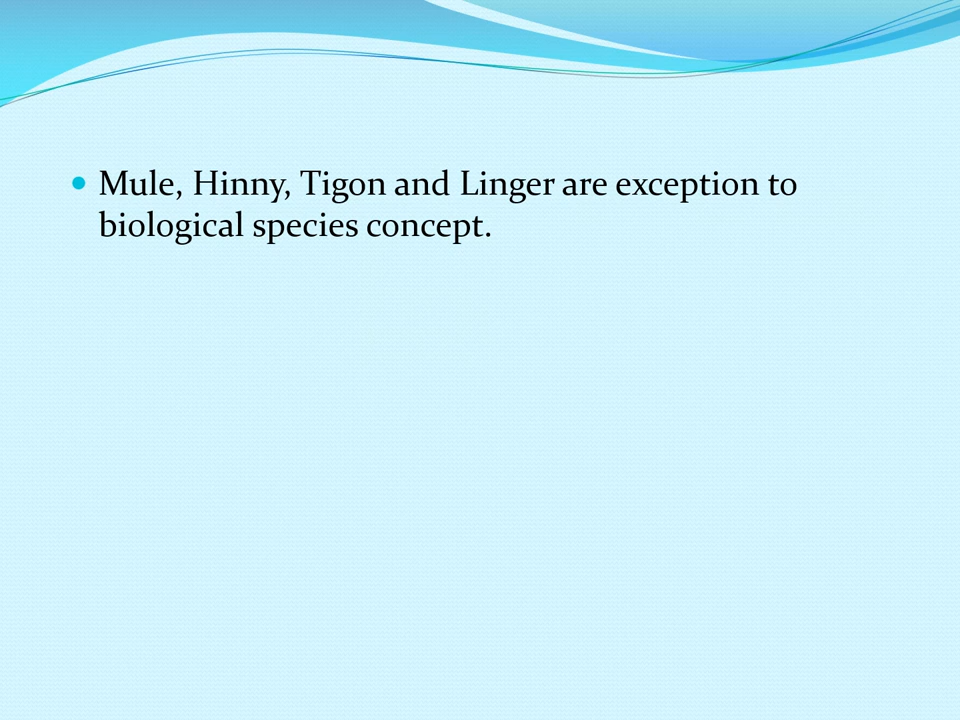 Mule, Hinny, Tigon and Linger are exception to
biological species concept.